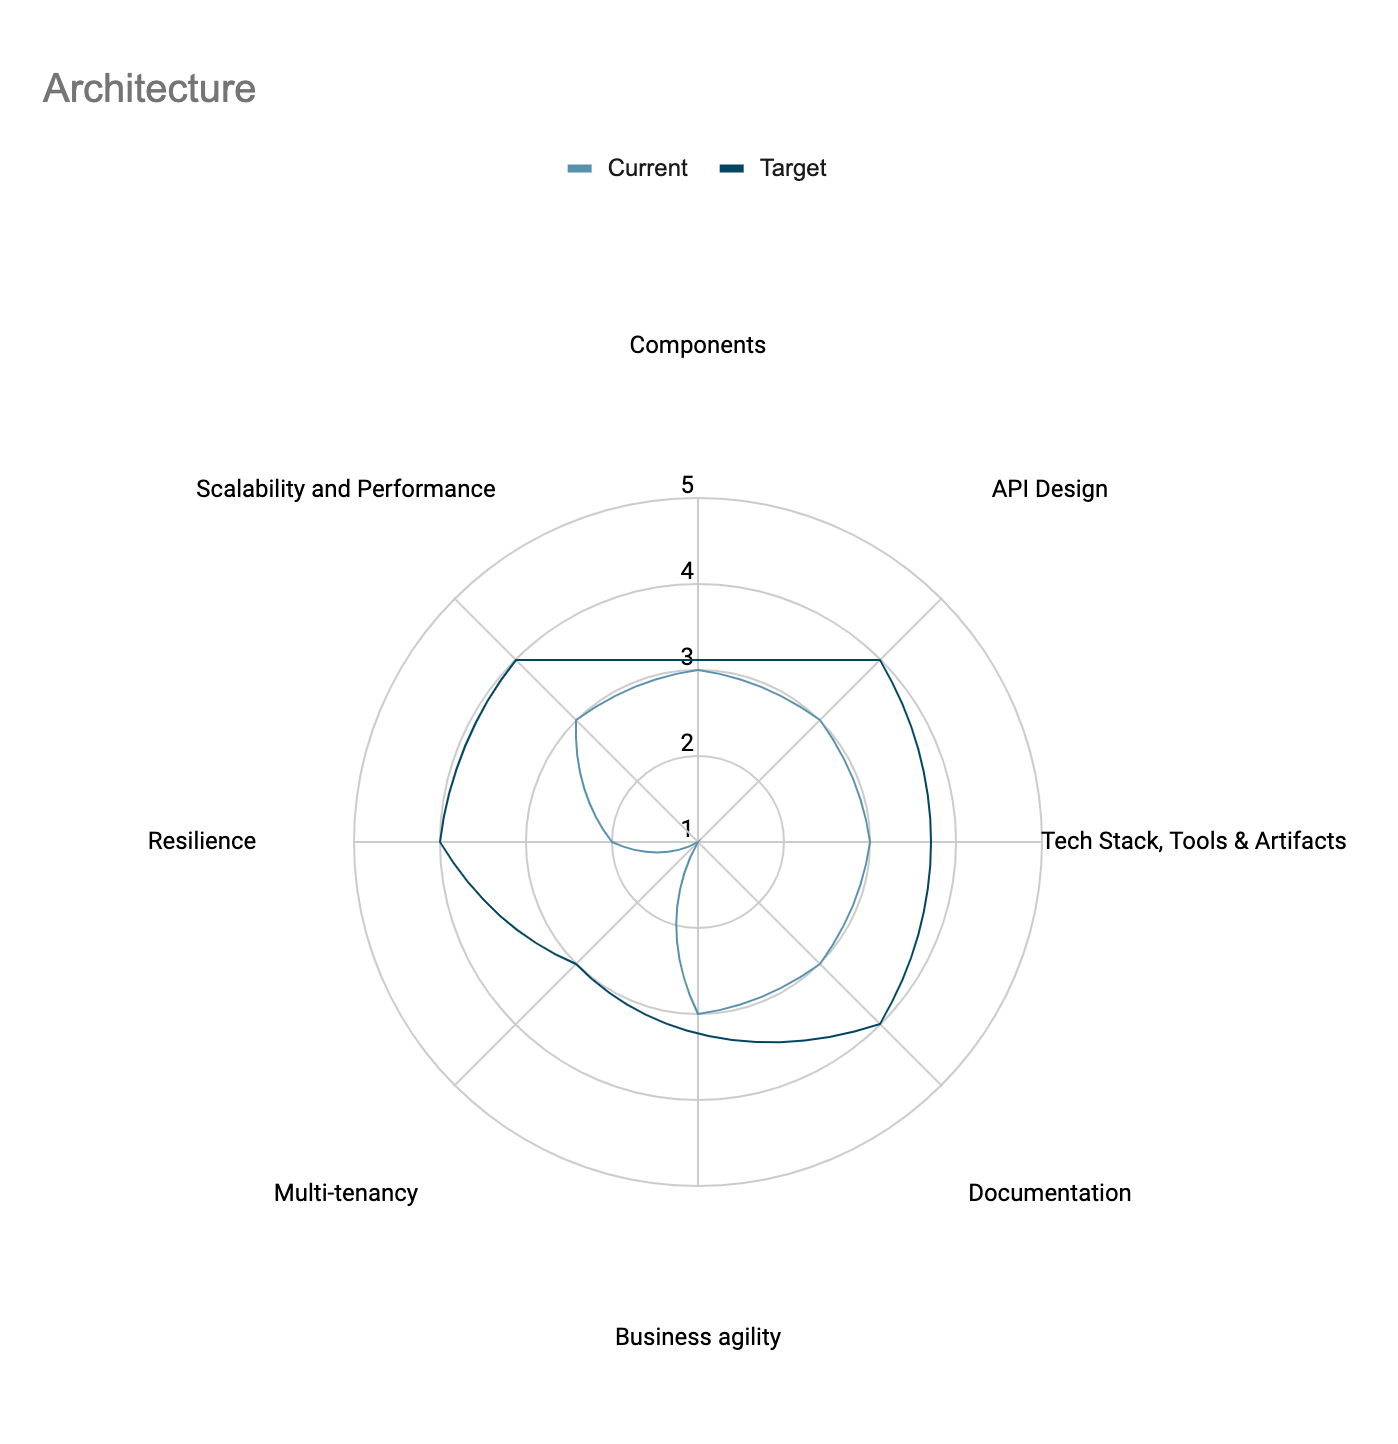 Architecture
Current
Target
Components
Scalability and Performance
5
API Design
4
3
2
1
Resilience
Tech Stack, Tools & Artifacts
Multi-tenancy
Documentation
Business agility